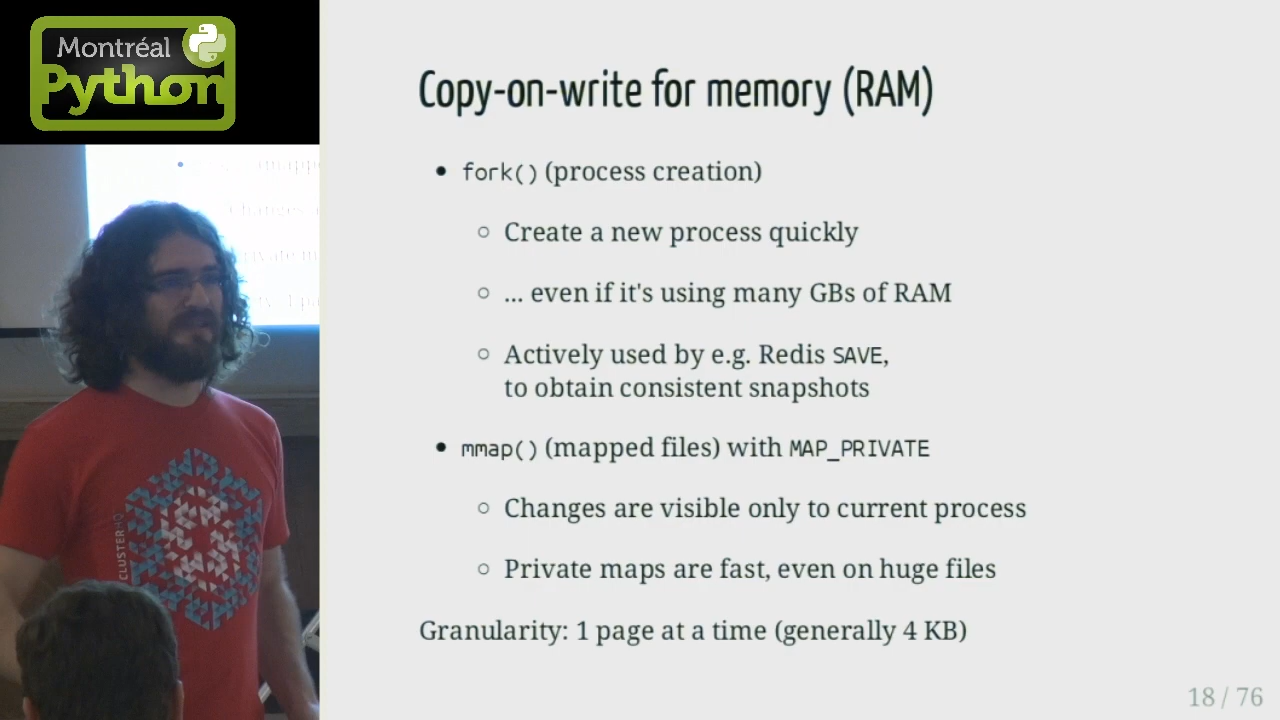 Montréal
Python
Copy-on-write for memory (RAM)
• fork() (process creation)
○ Create a new process quickly
○ ... even if it's using many GBs of RAM
○ Actively used by e.g. Redis SAVE,
to obtain consistent snapshots
• mmap() (mapped files) with MAP_PRIVATE
○ Changes are visible only to current process
○ Private maps are fast, even on huge files
Granularity: 1 page at a time (generally 4 KB)
18 / 76
Changes
CLUSTERHQ